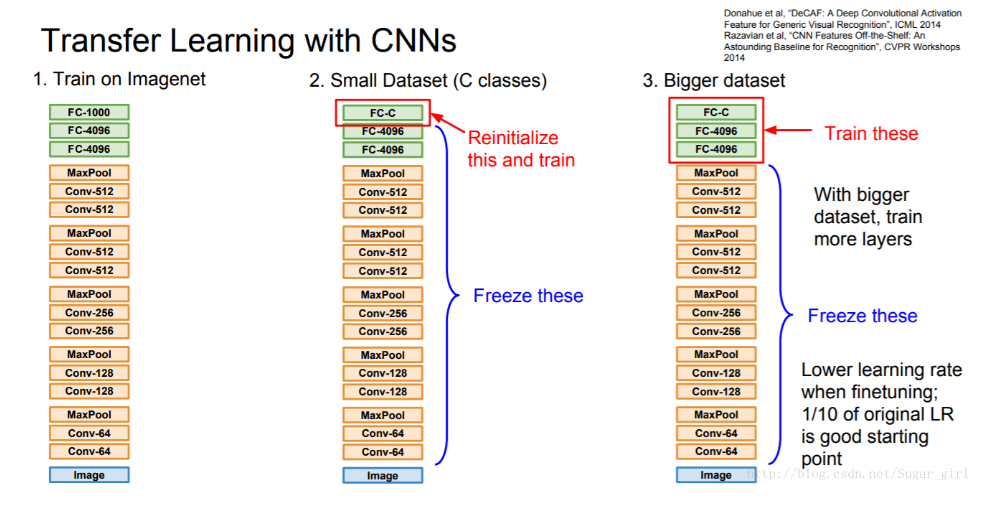 Transfer Learning with CNNs
Donahue et al, "DeCAF: A Deep Convolutional Activation
Feature for Generic Visual Recognition", ICML 2014
Razavian et al, "CNN Features Off-the-Shelf: An
Astounding Baseline for Recognition", CVPR Workshops
2014
1. Train on Imagenet
FC-1000
FC-4096
FC-4096
MaxPool
Conv-512
Conv-512
MaxPool
Conv-512
Conv-512
MaxPool
Conv-256
Conv-256
MaxPool
Conv-128
Conv-128
MaxPool
Conv-64
Conv-64
Image
2. Small Dataset (C classes)
FC-C
FC-4096
FC-4096
MaxPool
Conv-512
Conv-512
MaxPool
Conv-512
Conv-512
MaxPool
Conv-256
Conv-256
MaxPool
Conv-128
Conv-128
MaxPool
Conv-64
Conv-64
Image
Reinitialize
this and train
Freeze these
3. Bigger dataset
FC-C
FC-4096
FC-4096
MaxPool
Conv-512
Conv-512
MaxPool
Conv-512
Conv-512
MaxPool
Conv-256
Conv-256
MaxPool
Conv-128
Conv-128
MaxPool
Conv-64
Conv-64
Image
Train these
With bigger
dataset, train
more layers
Freeze these
Lower learning rate
when finetuning;
1/10 of original LR
is good starting
point
http://blog.csdn.net/Sugar_girl